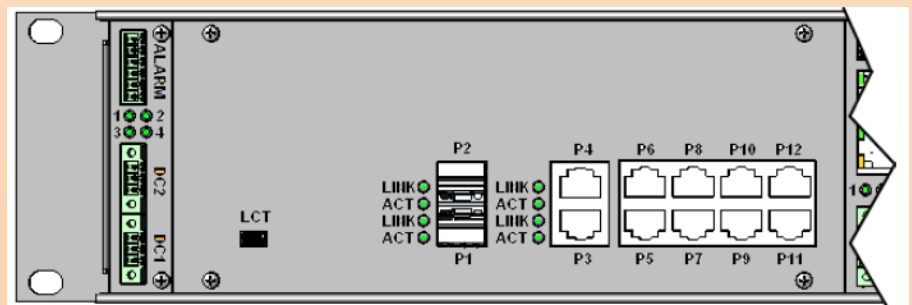 ALARM
1 2
3 4
DC2
DC1
LCT
P2
LINK
ACT
LINK
ACT
P1
P4
LINK
ACT
LINK
ACT
P3
P6 P8 P10 P12
P5 P7 P9 P11
1